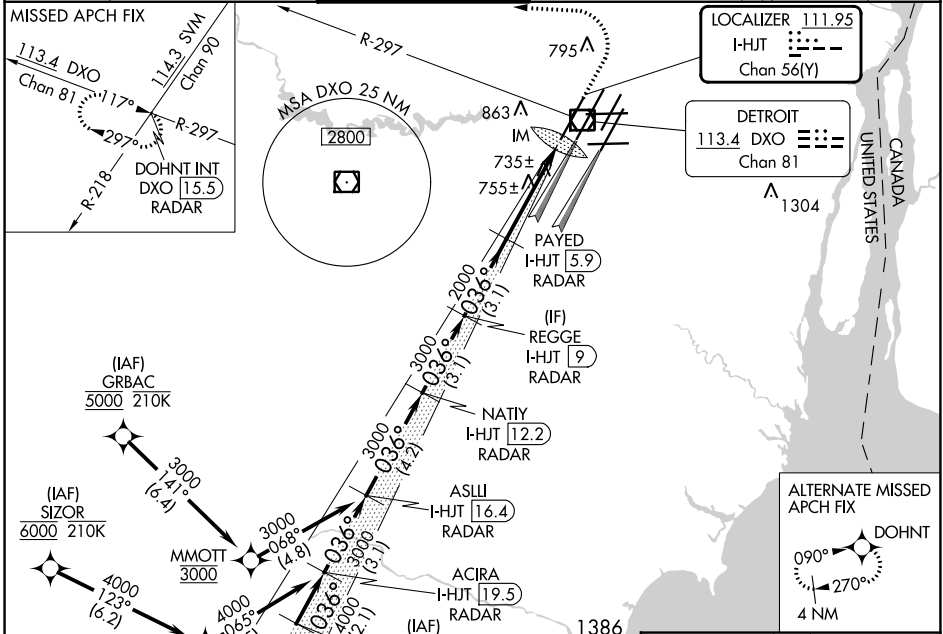 MISSED APCH FIX
113.4 DXO
Chan 81
114.3 SVM
Chan 90
117°
297°
R-297
R-218
DOHNT INT
DXO 15.5
RADAR
R-297
MSA DXO 25 NM
2800
795
863
IM
735±
755±
LOCALIZER 111.95
I-HJT
Chan 56(Y)
DETROIT
113.4 DXO
Chan 81
1304
CANADA
UNITED STATES
PAYED
I-HJT 5.9
RADAR
2000
036°
(3.1)
(IF)
REGGE
I-HJT 9
RADAR
3000
036°
(3.1)
NATIY
I-HJT 12.2
RADAR
3000
036°
(4.2)
ASLLI
I-HJT 16.4
RADAR
036°
3000
(3.1)
ACIRA
I-HJT 19.5
RADAR
036°
4000
(IAF)
1386
(IAF)
GRBAC
5000 210K
3000
141°
(6.4)
(IAF)
SIZOR
6000 210K
4000
123°
(6.2)
MMOTT
3000
3000
068°
(4.8)
4000
065°
ALTERNATE MISSED
APCH FIX
DOHNT
090°
270°
4 NM